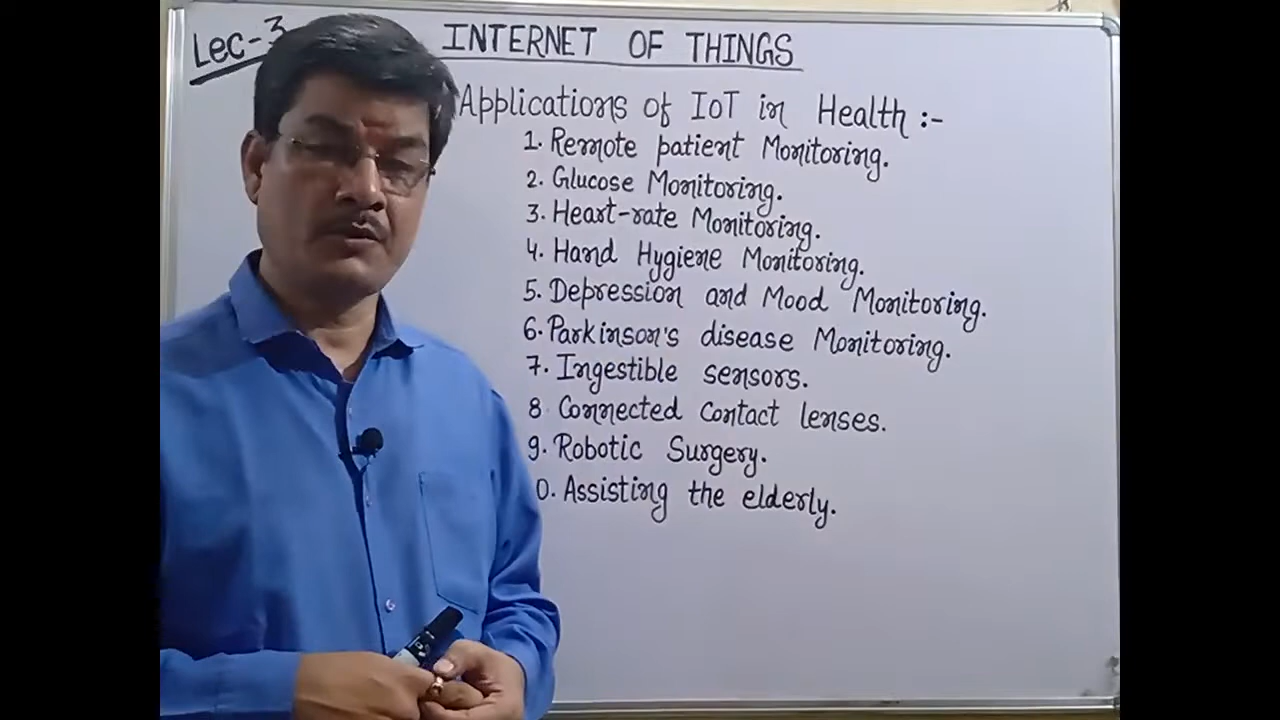 Lec-3
INTERNET OF THINGS
Applications of IoT in Health :-
1. Remote patient Monitoring.
2. Glucose Monitoring.
3. Heart-rate Monitoring.
4. Hand Hygiene Monitoring.
5. Depression and Mood Monitoring.
6. Parkinson's disease Monitoring.
7. Ingestible sensors.
8 Connected Contact lenses.
9. Robotic Surgery.
0. Assisting the elderly.